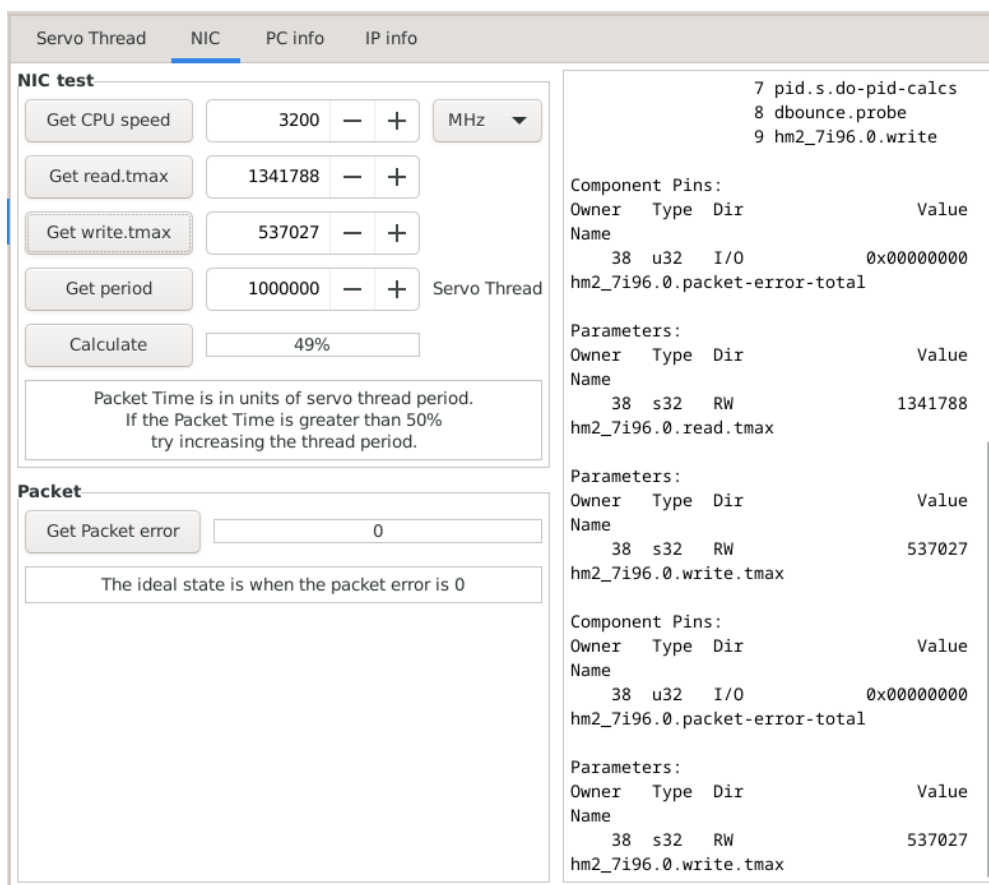 Servo Thread NIC PC info IP info
NIC test
Get CPU speed 3200 — + MHz
Get read.tmax 1341788 — +
Get write.tmax 537027 — +
Get period 1000000 — + Servo Thread
Calculate 49%
Packet Time is in units of servo thread period.
If the Packet Time is greater than 50%
try increasing the thread period.
Packet
Get Packet error 0
The ideal state is when the packet error is 0
7 pid.s.do-pid-calcs
8 dbounce.probe
9 hm2_7i96.0.write
Component Pins:
Owner Type Dir Value
Name
38 u32 I/O 0x00000000
hm2_7i96.0.packet-error-total
Parameters:
Owner Type Dir Value
Name
38 s32 RW 1341788
hm2_7i96.0.read.tmax
Parameters:
Owner Type Dir Value
Name
38 s32 RW 537027
hm2_7i96.0.write.tmax
Component Pins:
Owner Type Dir Value
Name
38 u32 I/O 0x00000000
hm2_7i96.0.packet-error-total
Parameters:
Owner Type Dir Value
Name
38 s32 RW 537027
hm2_7i96.0.write.tmax